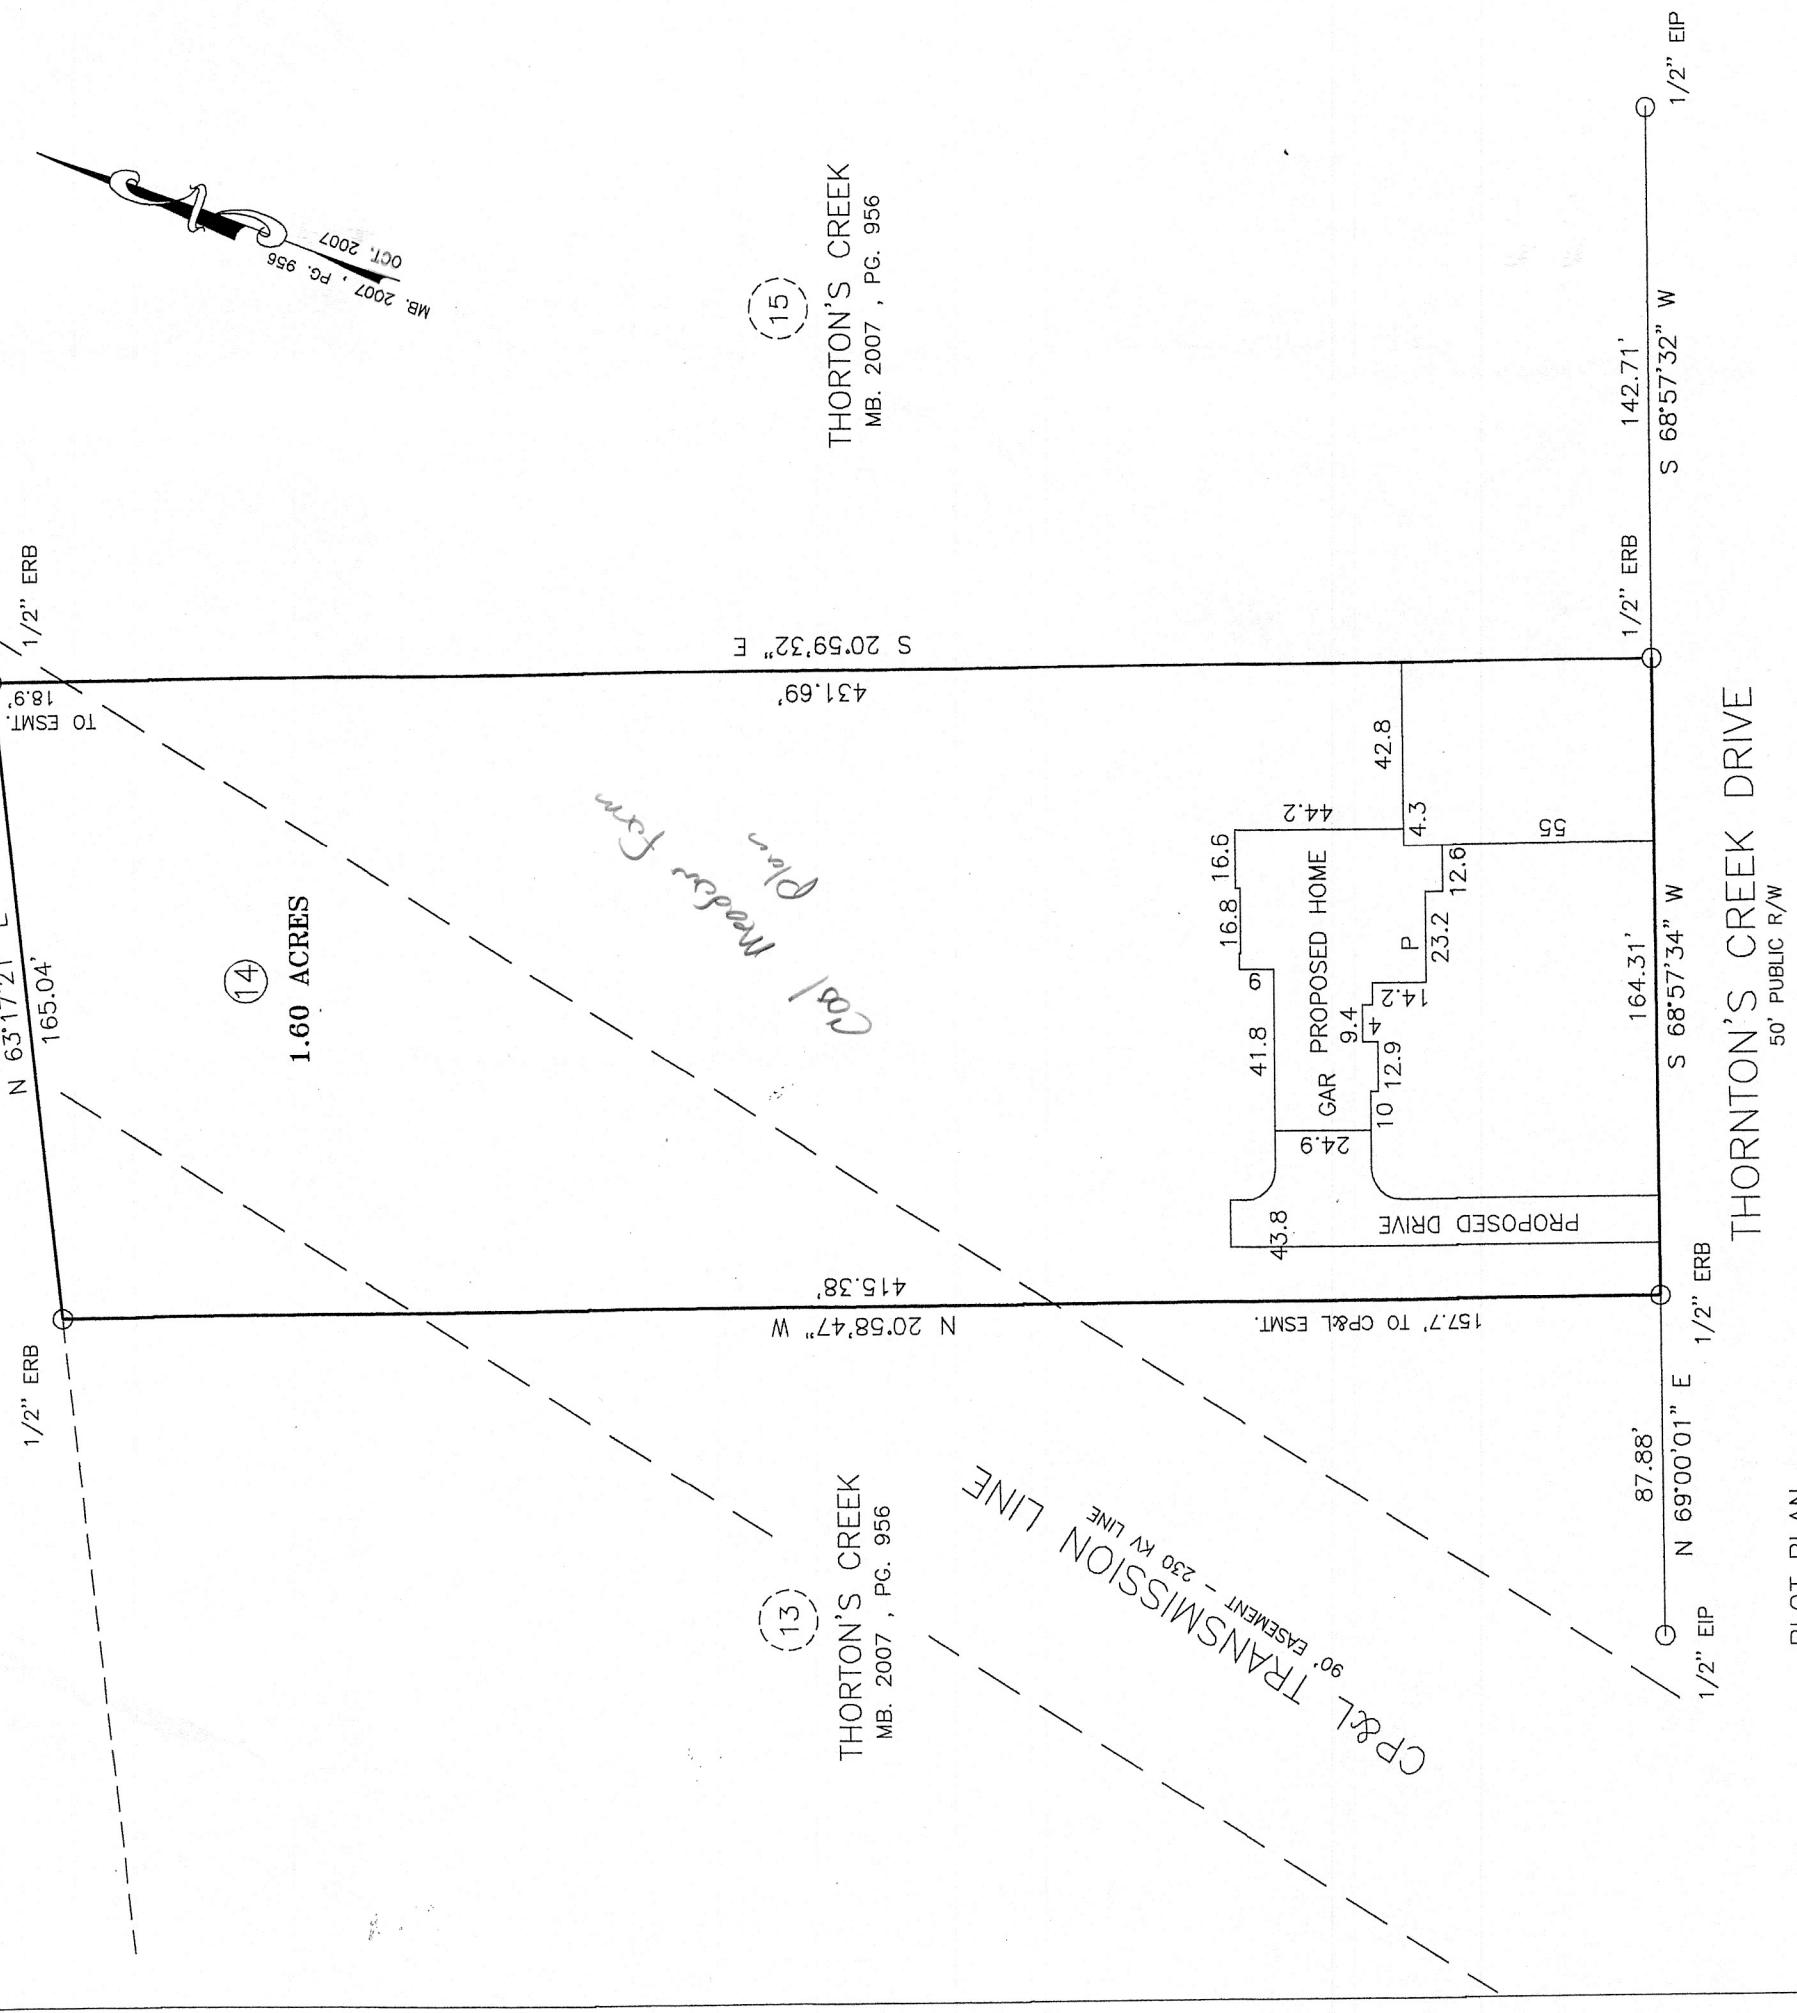 1/2" EIP
MB. 2007 , PG. 956
OCT. 2007
15
THORTON'S CREEK
MB. 2007 , PG. 956
142.71'
S 68°57'32" W
1/2" ERB
1/2" ERB
TO ESMT.
18.9'
S 20°59'32" E
431.69'
165.04'
14
1.60 ACRES
Cool Meadow Farm
Plan
42.8
44.2
4.3
55
16.6
16.8
12.6
PROPOSED HOME
P
23.2
6
14.2
9.4
4
41.8
GAR
12.9
10
24.9
43.8
PROPOSED DRIVE
164.31'
S 68°57'34" W
THORNTON'S CREEK DRIVE
50' PUBLIC R/W
1/2" ERB
1/2" ERB
415.38'
N 20°58'47" W
157.7' TO CP&L ESMT.
87.88'
N 69°00'01" E
1/2" EIP
13
THORTON'S CREEK
MB. 2007 , PG. 956
CP&L TRANSMISSION LINE
90' EASEMENT - 230 KV LINE